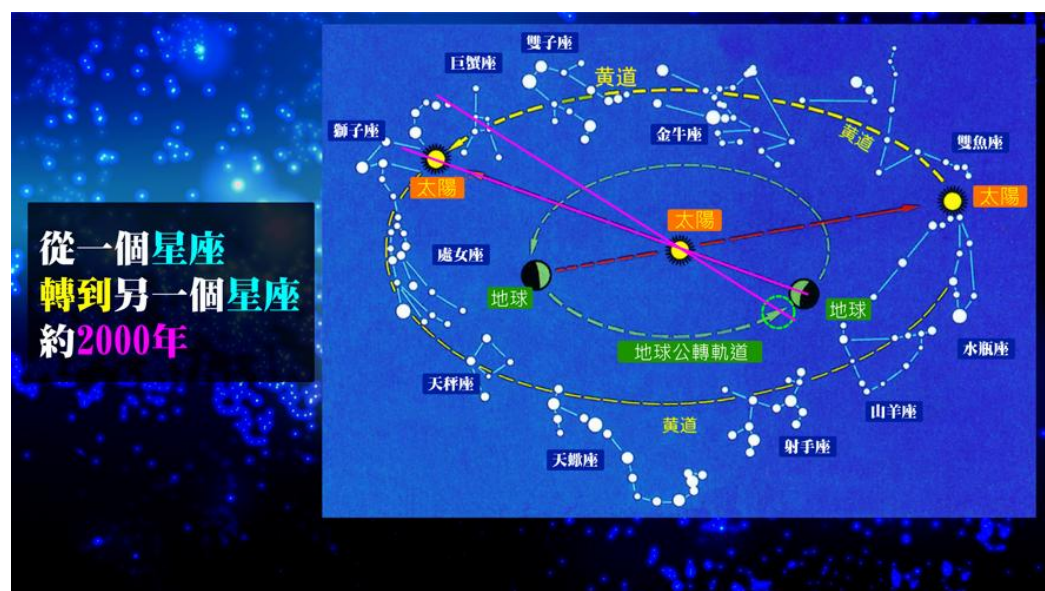 從一個星座
轉到另一個星座
約2000年
雙子座
巨蟹座
黃道
獅子座
金牛座
黃道
雙魚座
太陽
太陽
太陽
處女座
地球
地球
地球公轉軌道
水瓶座
天秤座
山羊座
黃道
射手座
天蠍座